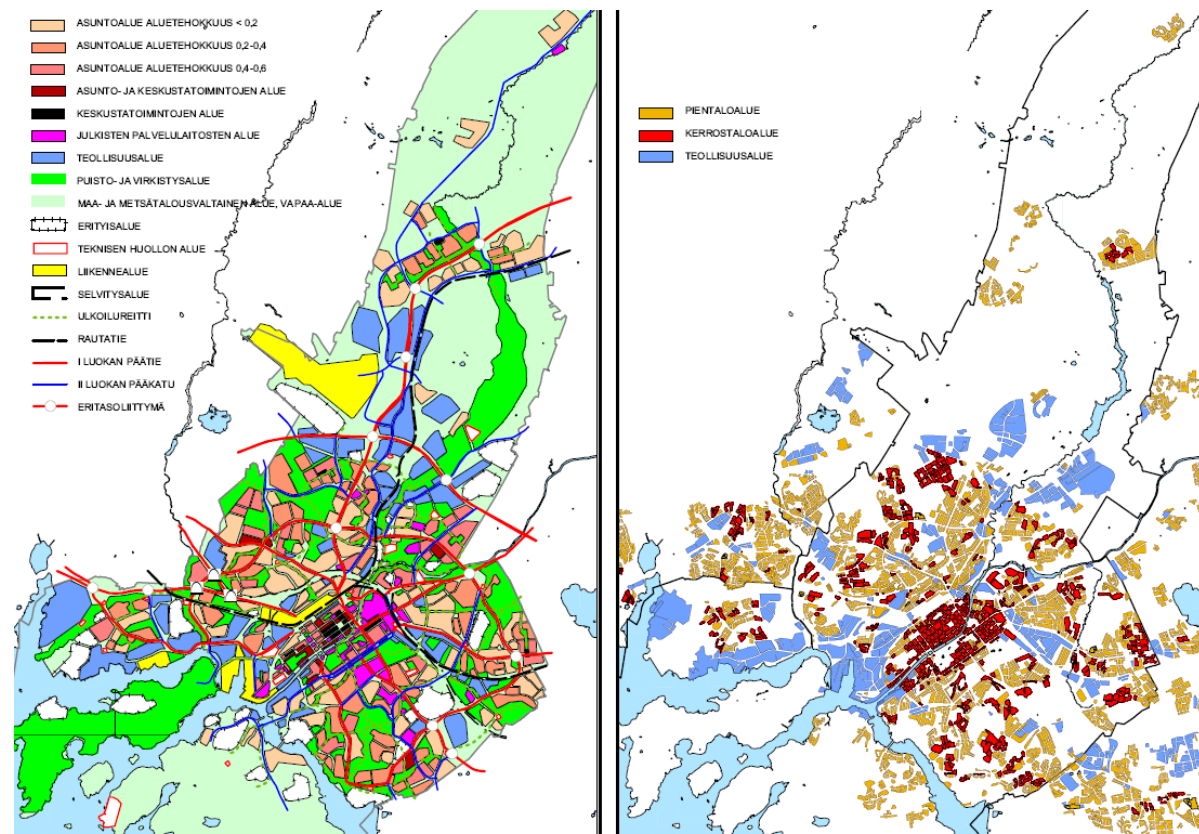 ASUNTOALUE ALUETEHOKKUUS < 0,2
ASUNTOALUE ALUETEHOKKUUS 0,2-0,4
ASUNTOALUE ALUETEHOKKUUS 0,4-0,6
ASUNTO- JA KESKUSTATOIMINTOJEN ALUE
KESKUSTATOIMINTOJEN ALUE
JULKISTEN PALVELULAITOSTEN ALUE
TEOLLISUUSALUE
PUISTO- JA VIRKISTYSALUE
MAA- JA METSÄTALOUSVALTAINEN ALUE, VAPAA-ALUE
ERITYISALUE
TEKNISEN HUOLLON ALUE
LIIKENNEALUE
SELVITYSALUE
ULKOILUREITTI
RAUTATIE
I LUOKAN PÄÄTIE
II LUOKAN PÄÄKATU
ERITASOLIITTYMÄ
PIENTALOALUE
KERROSTALOALUE
TEOLLISUUSALUE